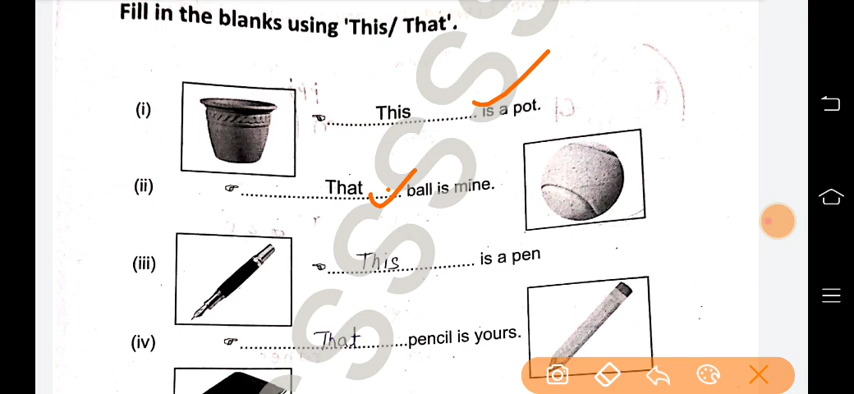 Fill in the blanks using 'This/ That'.
(i) ☞ ............This............ is a pot.
(ii) ☞ ....................That........ ball is mine.
(iii) ☞ .......This................. is a pen
(iv) ☞ ..................That...........pencil is yours.
SSSSSS